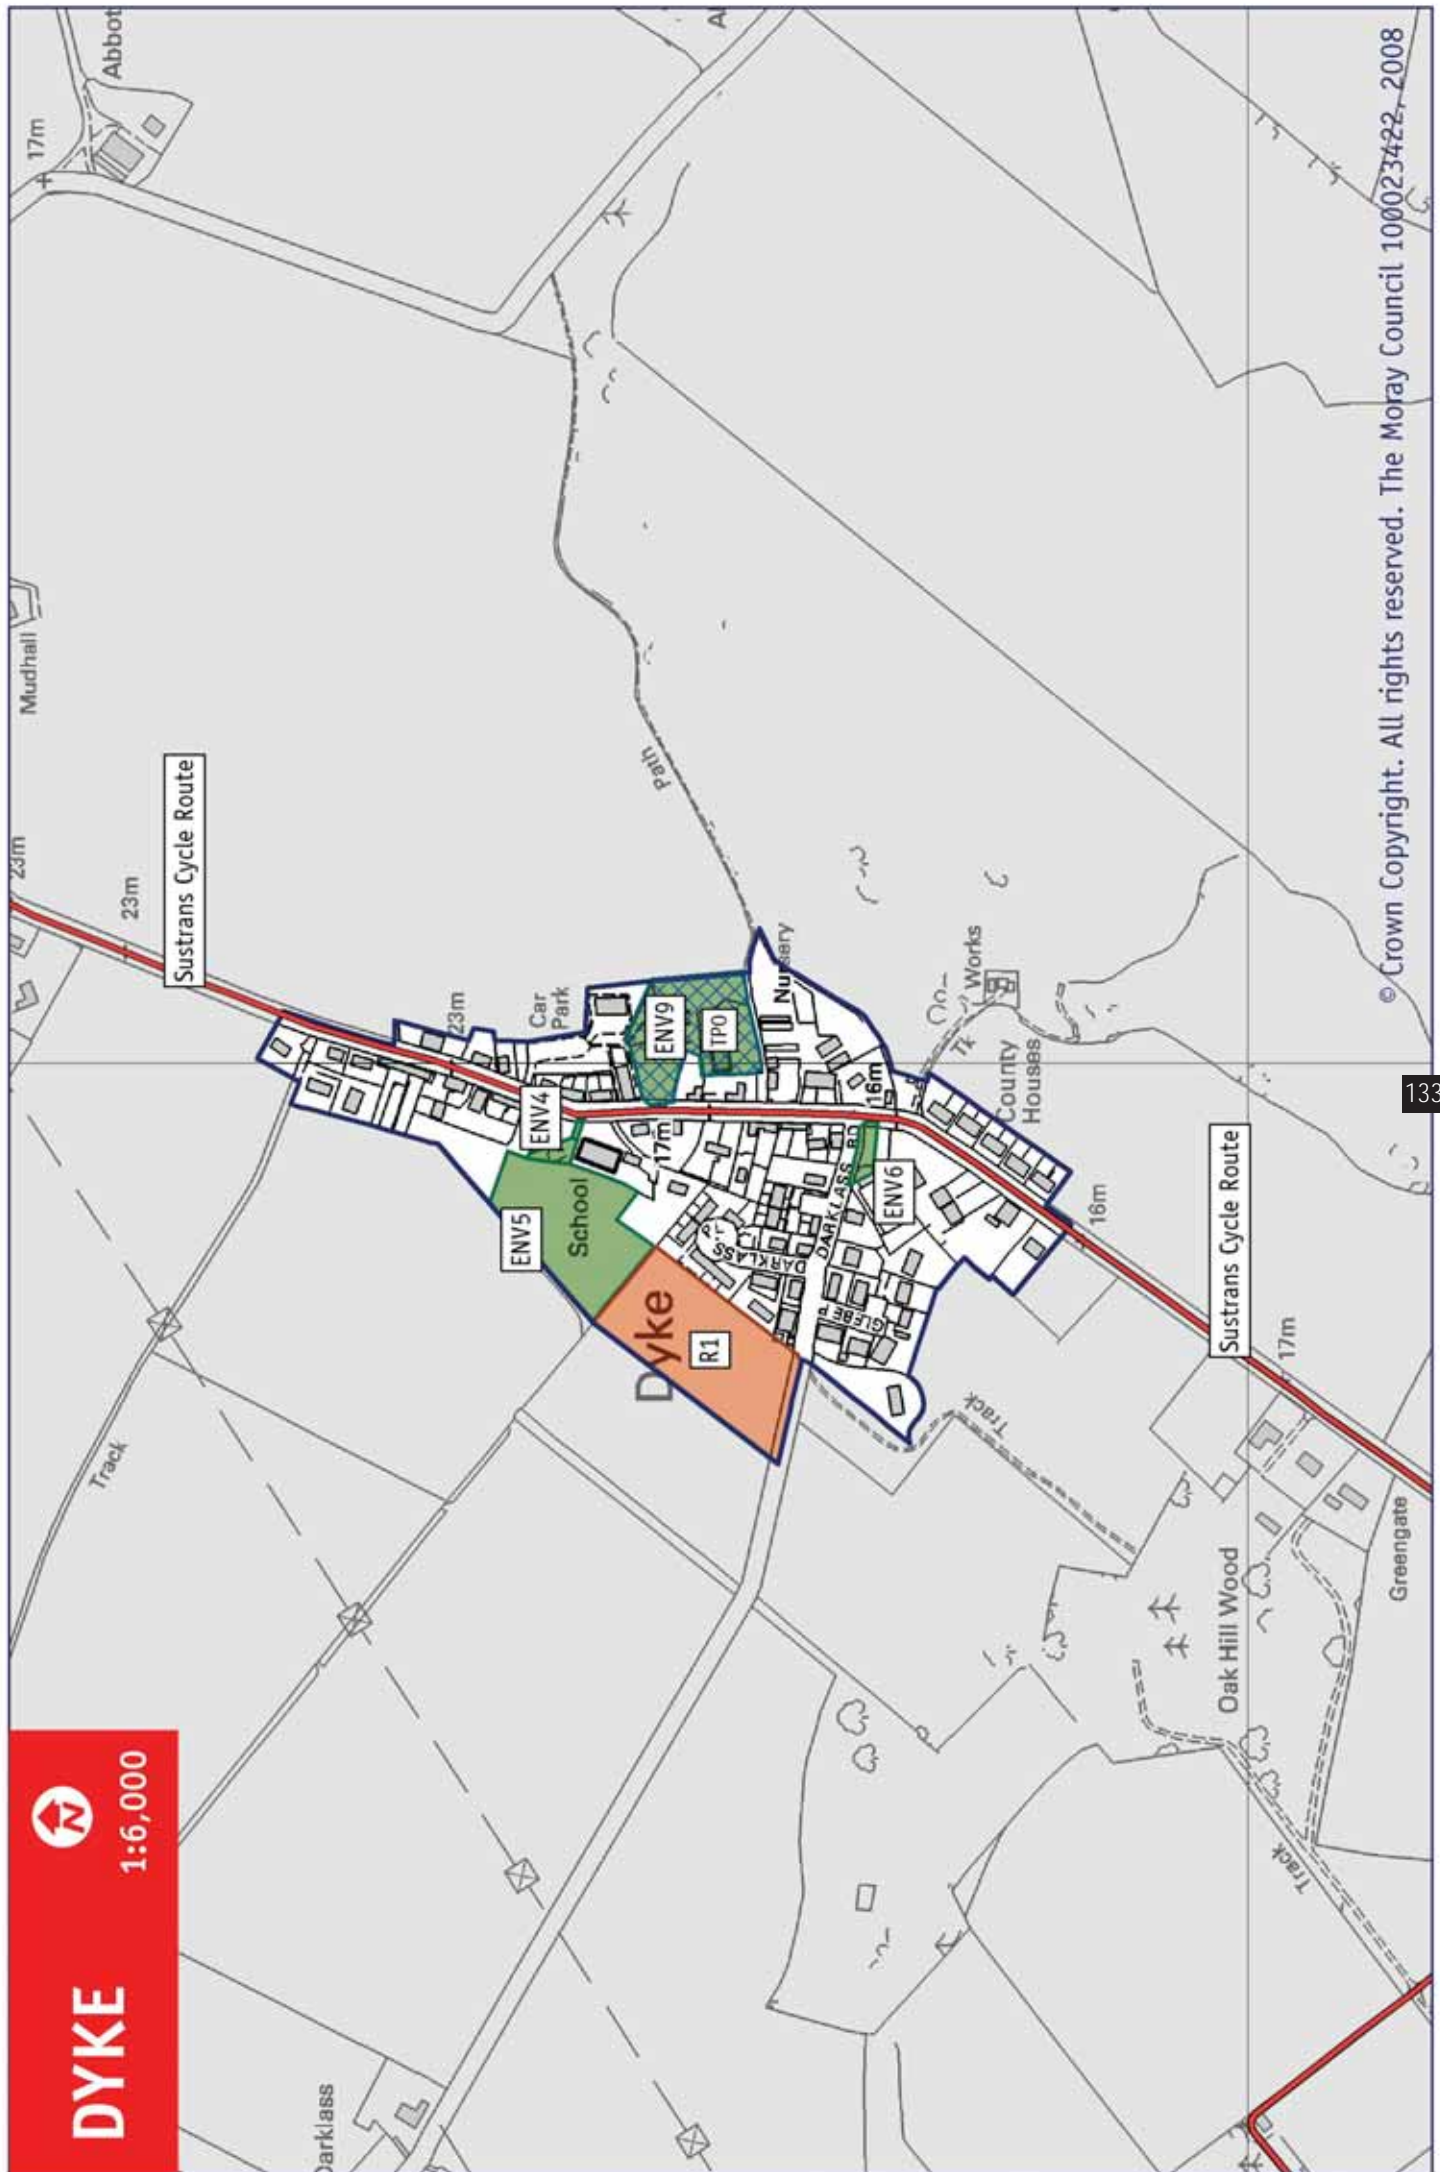 DYKE
N
1:6,000
Abbot
17m
Mudhall
23m
23m
Sustrans Cycle Route
Track
23m
Car
Park
Path
ENV4
ENV9
TPO
Nursery
ENV5
School
17m
16m
Works
Tk
County
Houses
DARKLASS RD
ENV6
DARKLASS
PL
GLEBE P
Dyke
R1
16m
Sustrans Cycle Route
17m
Track
Oak Hill Wood
Greengate
Track
Darklass
133
© Crown Copyright. All rights reserved. The Moray Council 100023422, 2008